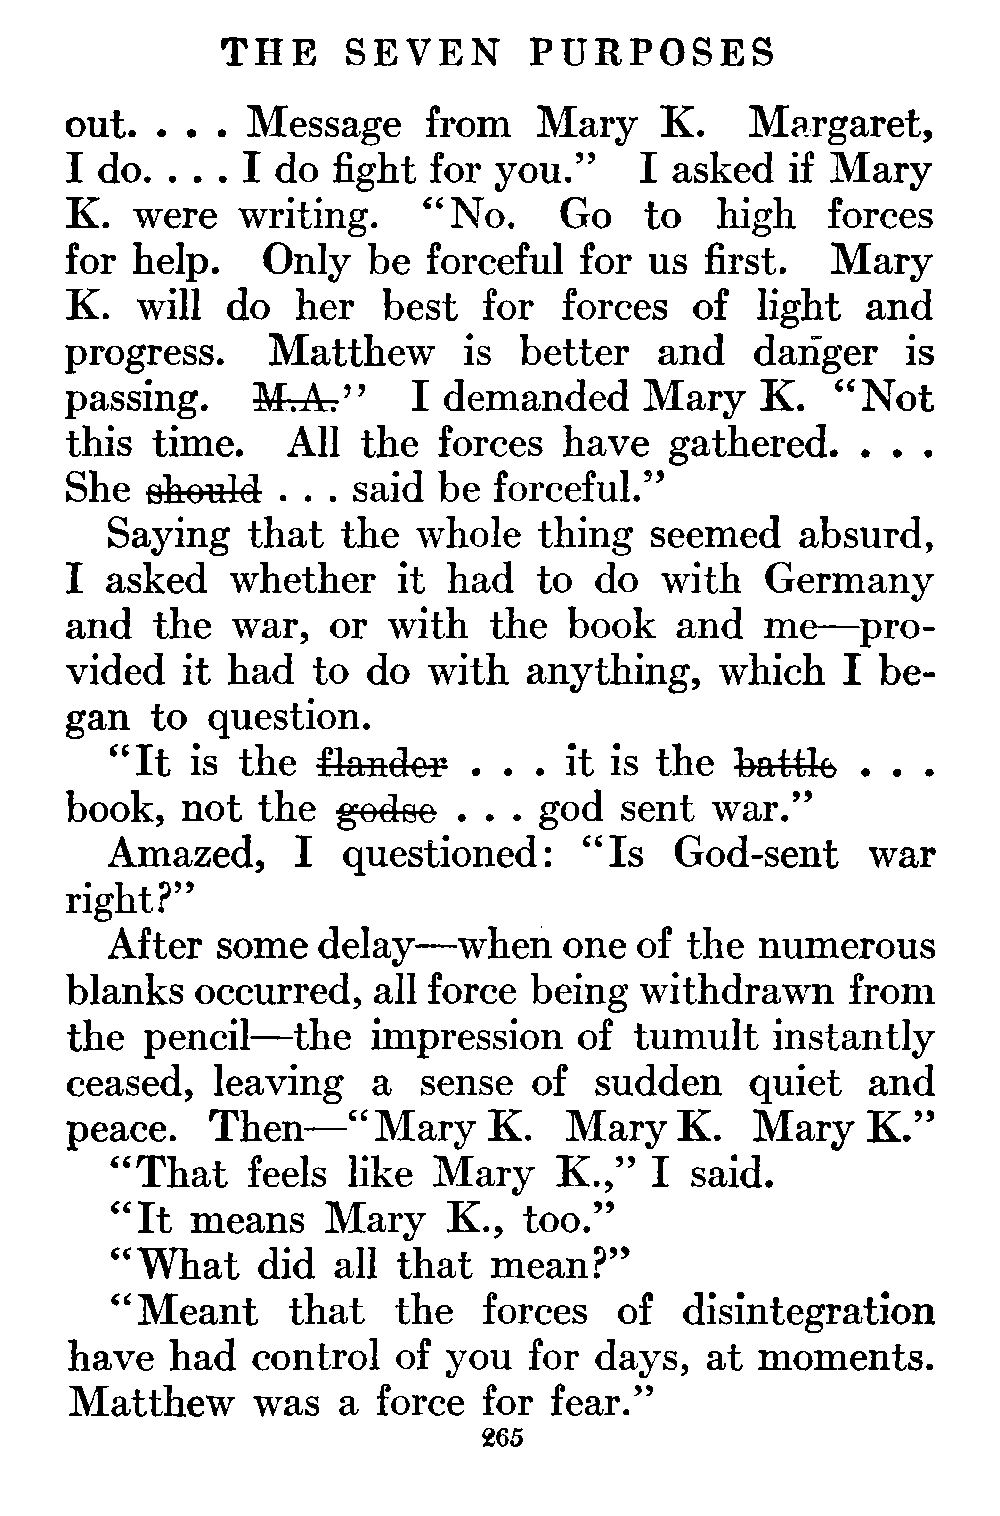 THE SEVEN PURPOSES
out. . . . Message from Mary K. Margaret,
I do. . . . I do fight for you.” I asked if Mary
K. were writing. “No. Go to high forces
for help. Only be forceful for us first. Mary
K. will do her best for forces of light and
progress. Matthew is better and danger is
passing. M.A.” I demanded Mary K. “Not
this time. All the forces have gathered. . . .
She should . . . said be forceful.”
Saying that the whole thing seemed absurd,
I asked whether it had to do with Germany
and the war, or with the book and me—pro-
vided it had to do with anything, which I be-
gan to question.
“It is the flander . . . it is the battle . . .
book, not the godse . . . god sent war.”
Amazed, I questioned: “Is God-sent war
right?”
After some delay—when one of the numerous
blanks occurred, all force being withdrawn from
the pencil—the impression of tumult instantly
ceased, leaving a sense of sudden quiet and
peace. Then—“Mary K. Mary K. Mary K.”
“That feels like Mary K.,” I said.
“It means Mary K., too.”
“What did all that mean?”
“Meant that the forces of disintegration
have had control of you for days, at moments.
Matthew was a force for fear.”
265